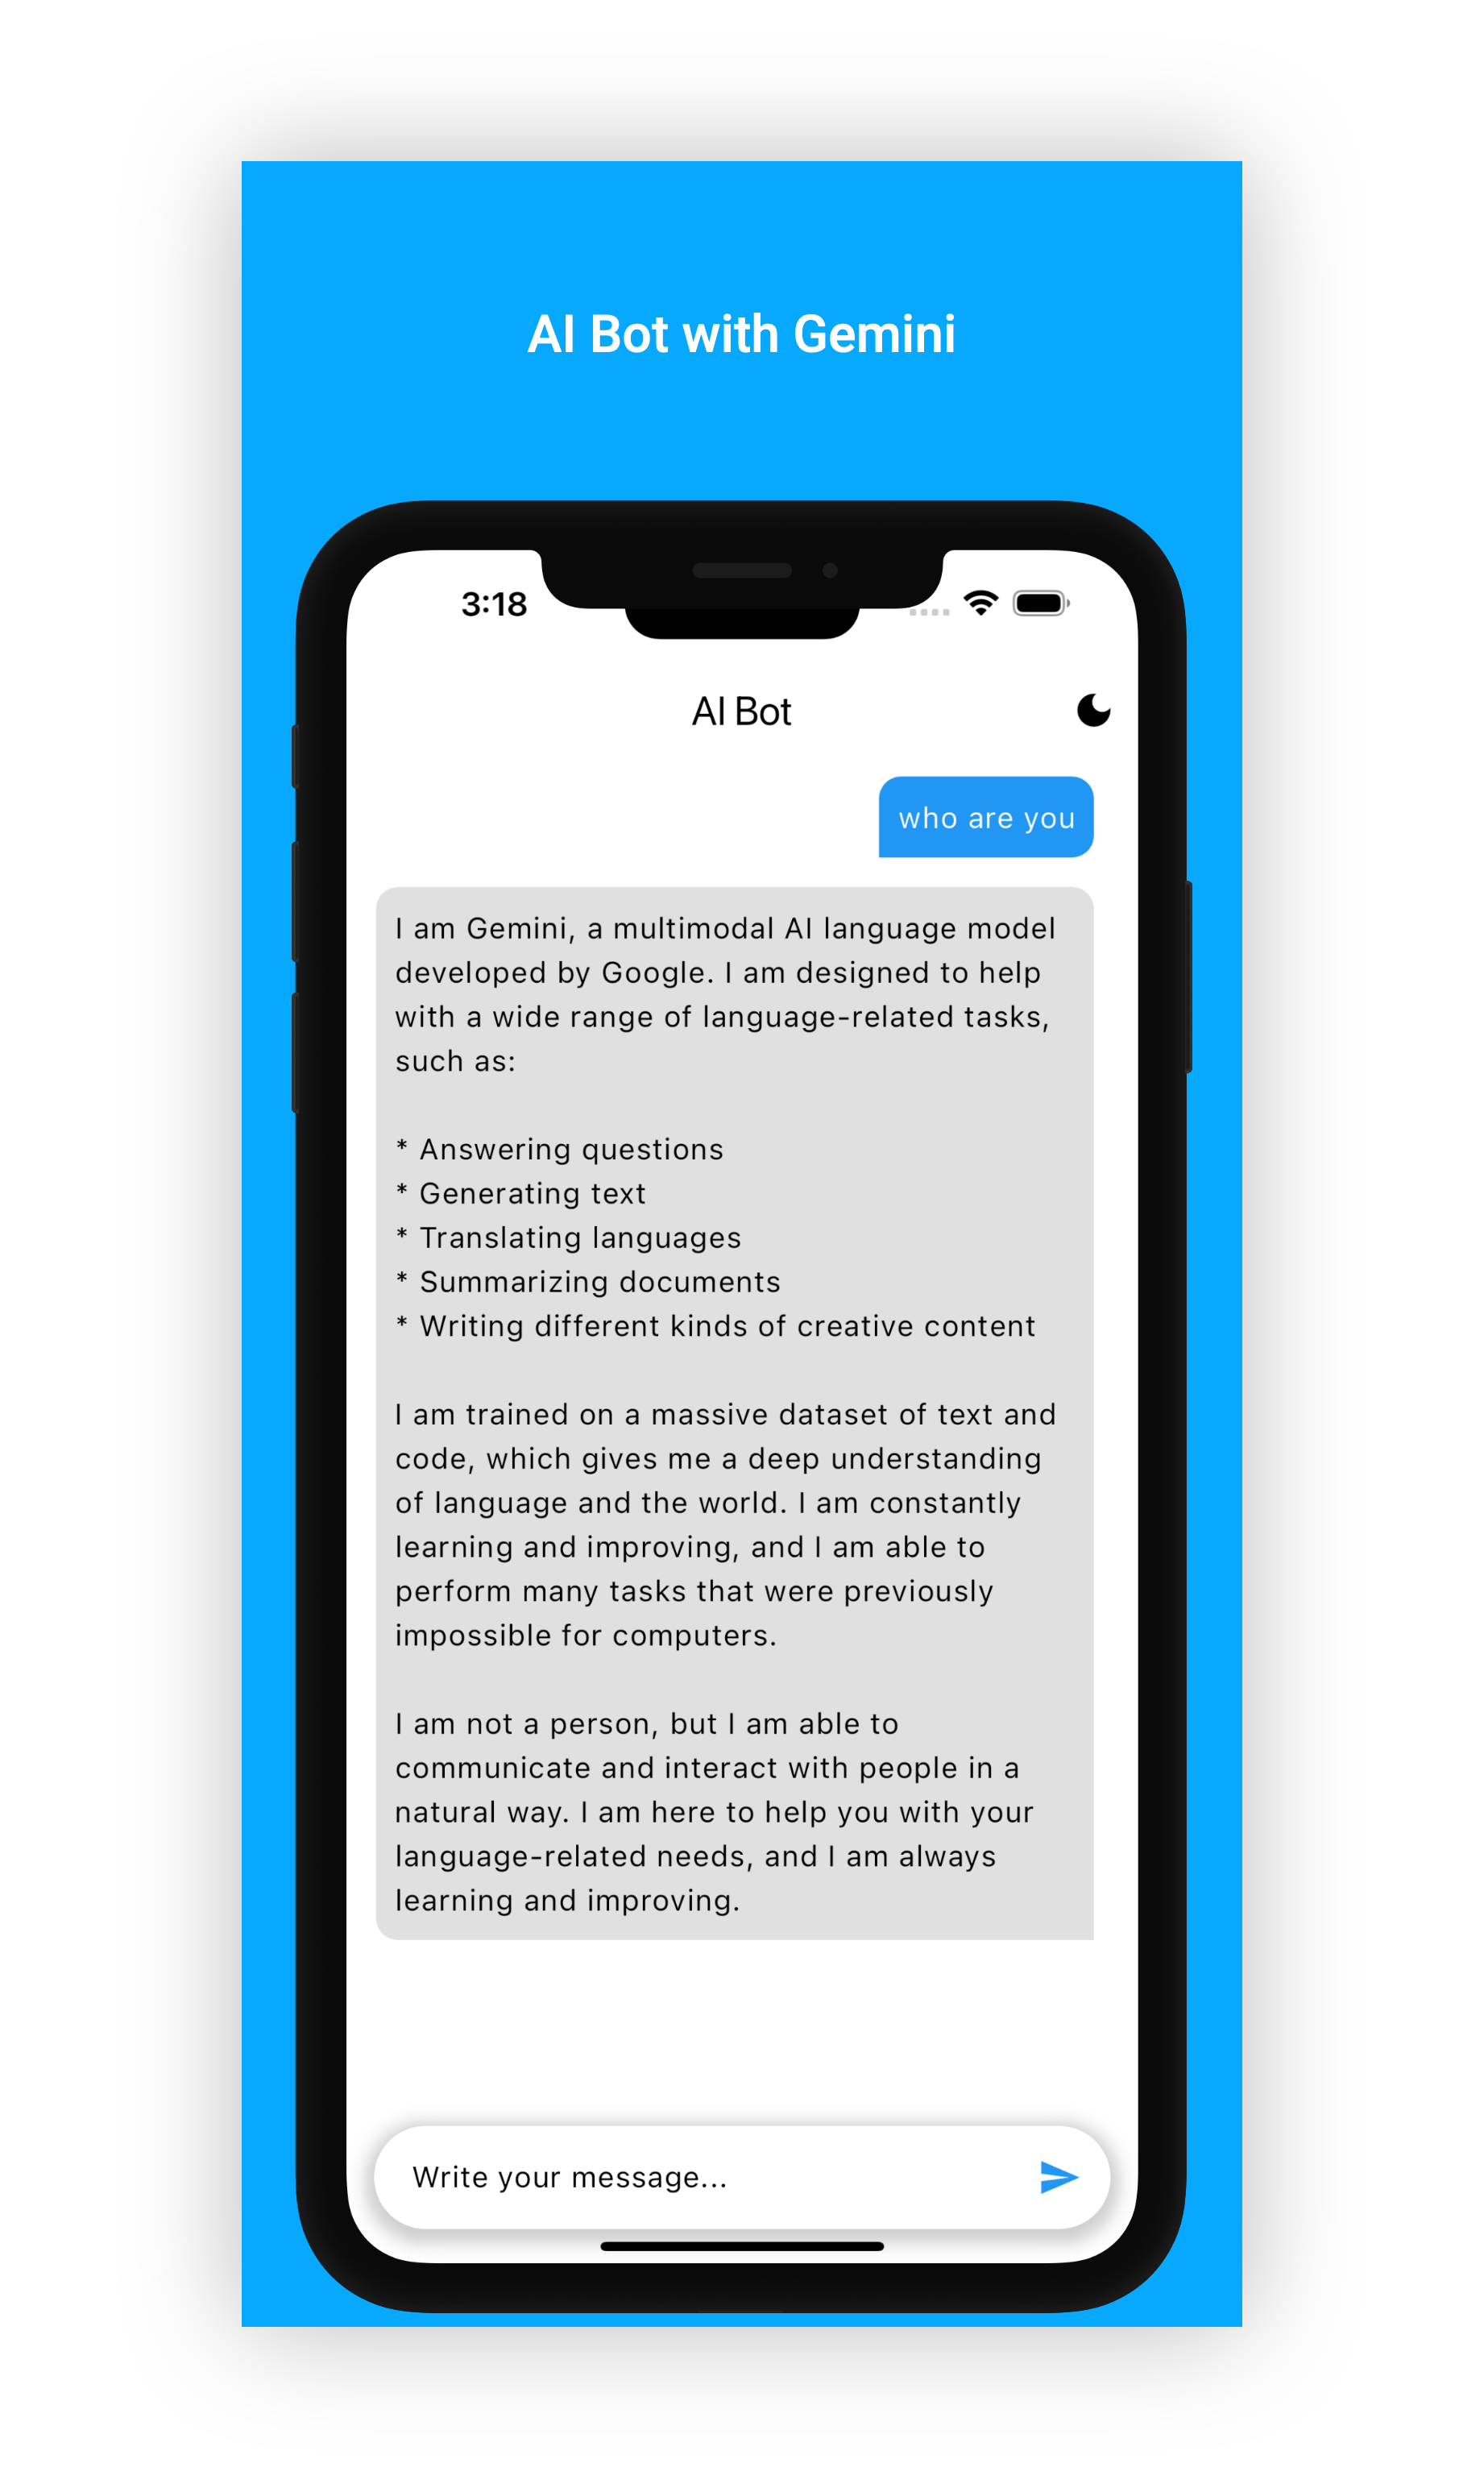 AI Bot with Gemini
3:18
AI Bot
who are you
I am Gemini, a multimodal AI language model
developed by Google. I am designed to help
with a wide range of language-related tasks,
such as:
* Answering questions
* Generating text
* Translating languages
* Summarizing documents
* Writing different kinds of creative content
I am trained on a massive dataset of text and
code, which gives me a deep understanding
of language and the world. I am constantly
learning and improving, and I am able to
perform many tasks that were previously
impossible for computers.
I am not a person, but I am able to
communicate and interact with people in a
natural way. I am here to help you with your
language-related needs, and I am always
learning and improving.
Write your message...